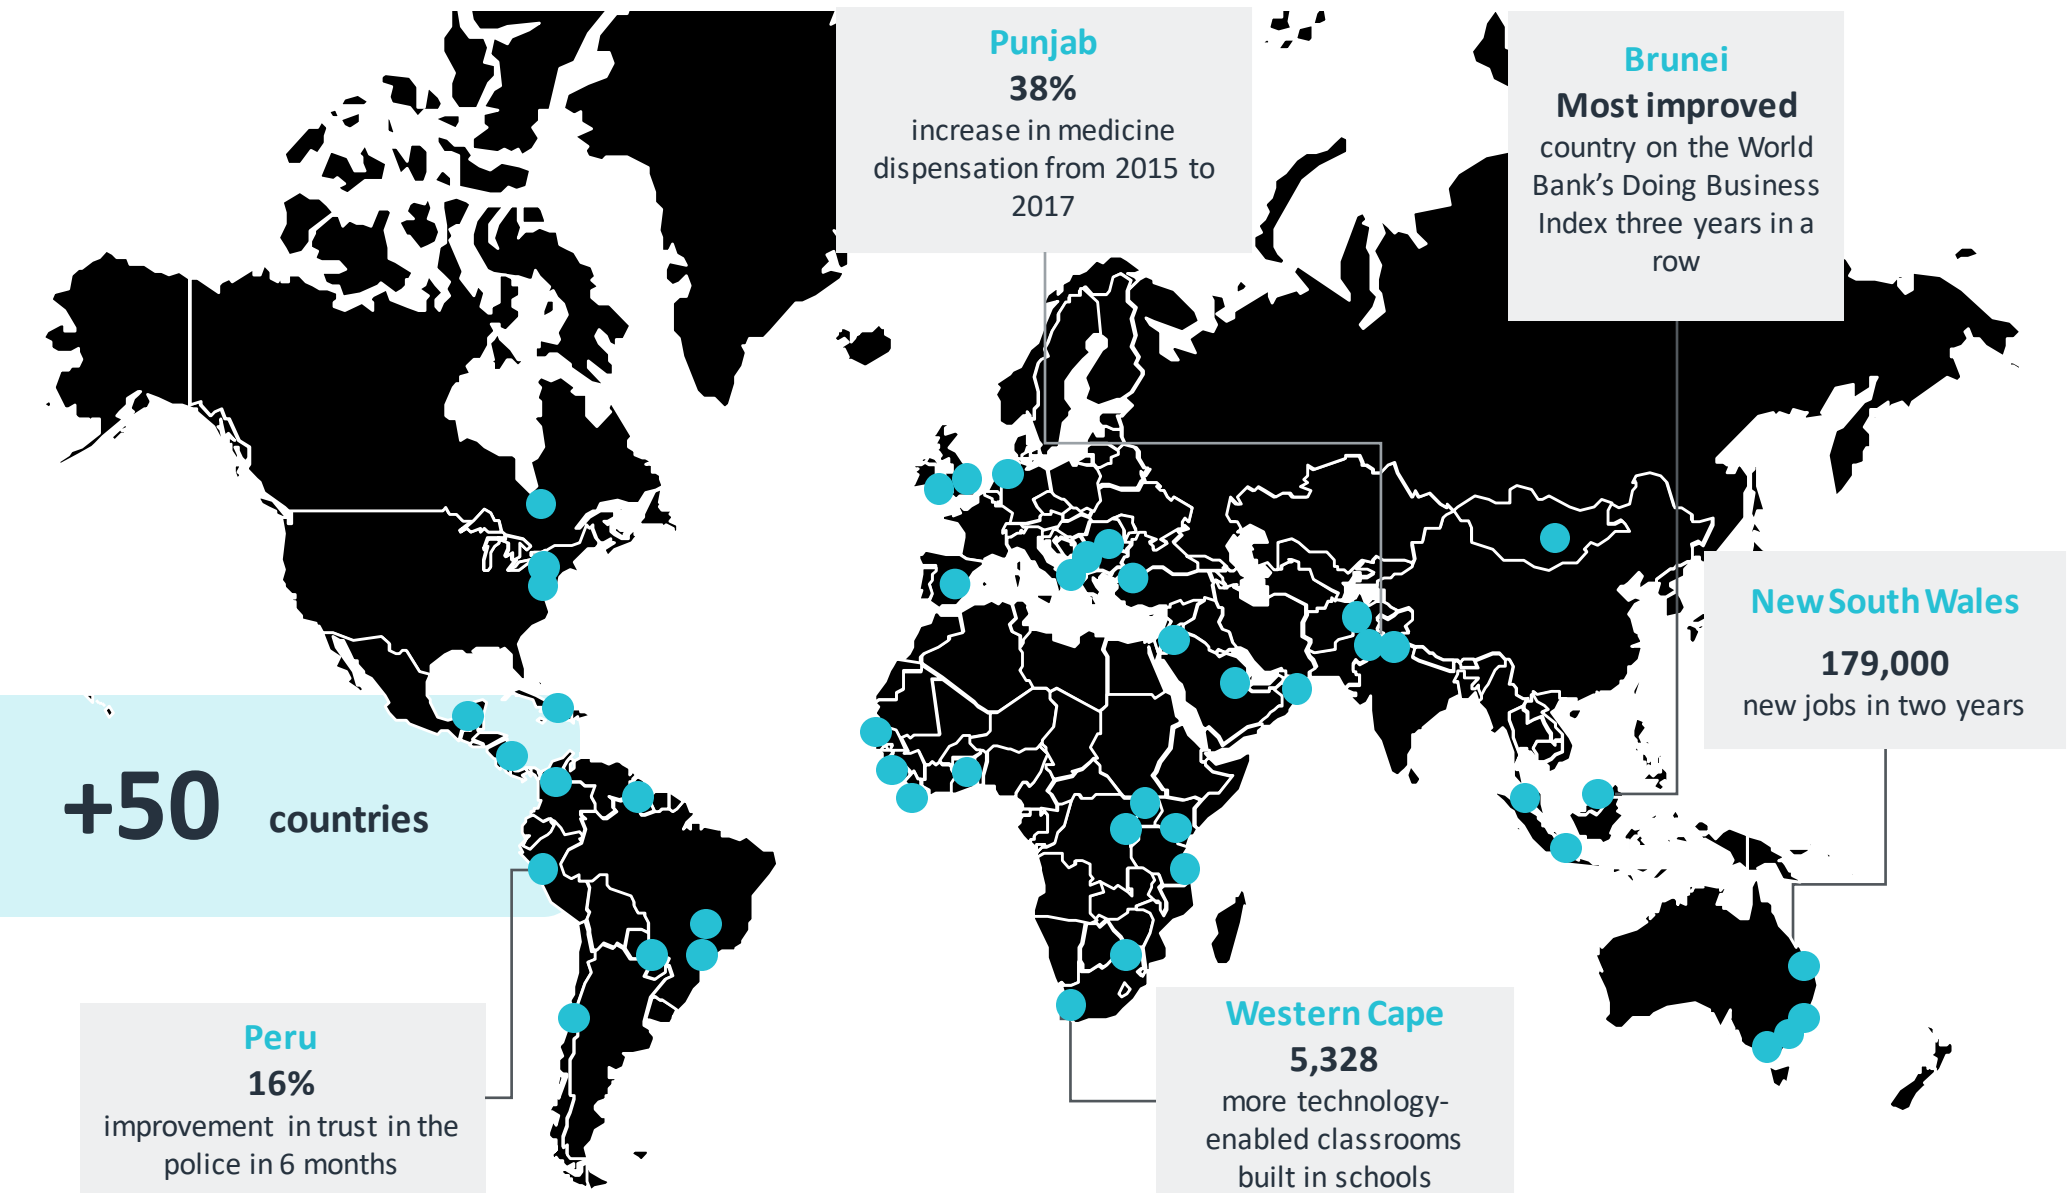 Punjab
38%
increase in medicine
dispensation from 2015 to
2017
Brunei
Most improved
country on the World
Bank’s Doing Business
Index three years in a
row
New South Wales
179,000
new jobs in two years
+50 countries
Peru
16%
improvement in trust in the
police in 6 months
Western Cape
5,328
more technology-
enabled classrooms
built in schools